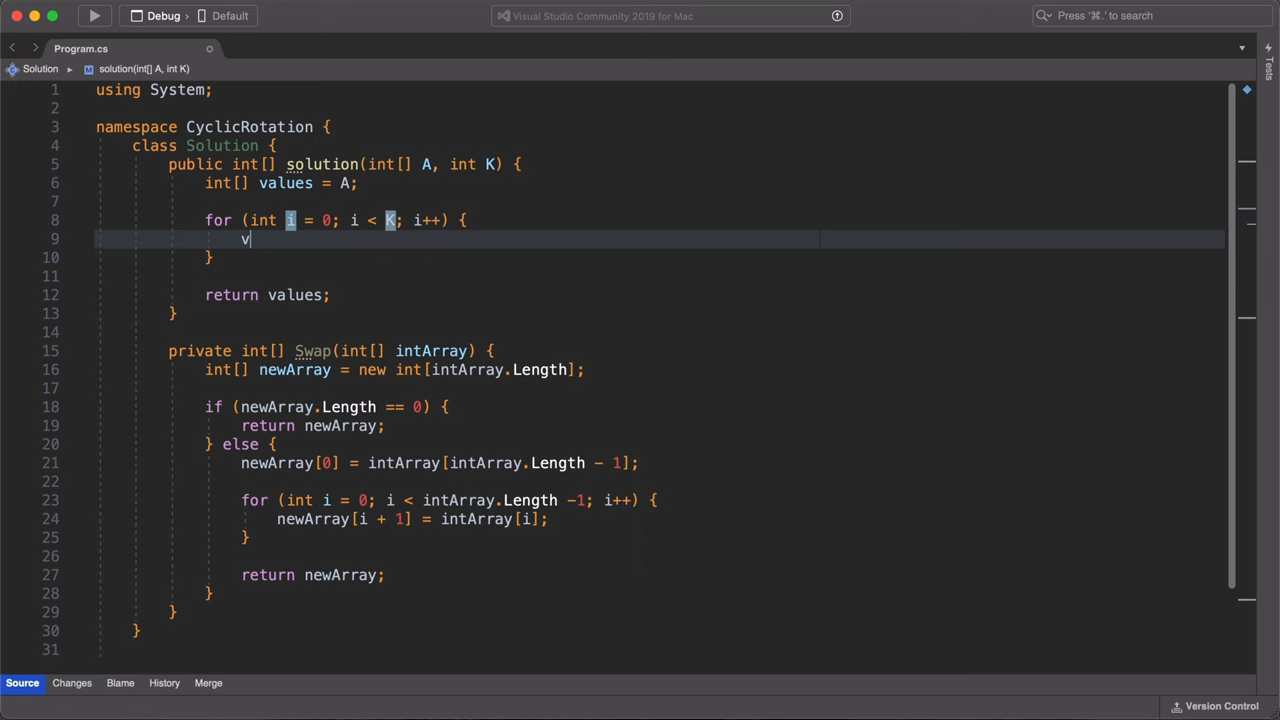 Debug › Default
Visual Studio Community 2019 for Mac
Press '⌘.' to search
Program.cs
Solution ▸ M solution(int[] A, int K)
Tests
1 using System;
2
3 namespace CyclicRotation {
4 class Solution {
5 public int[] solution(int[] A, int K) {
6 int[] values = A;
7
8 for (int i = 0; i < K; i++) {
9 v
10 }
11
12 return values;
13 }
14
15 private int[] Swap(int[] intArray) {
16 int[] newArray = new int[intArray.Length];
17
18 if (newArray.Length == 0) {
19 return newArray;
20 } else {
21 newArray[0] = intArray[intArray.Length - 1];
22
23 for (int i = 0; i < intArray.Length -1; i++) {
24 newArray[i + 1] = intArray[i];
25 }
26
27 return newArray;
28 }
29 }
30 }
31
Source Changes Blame History Merge
Version Control